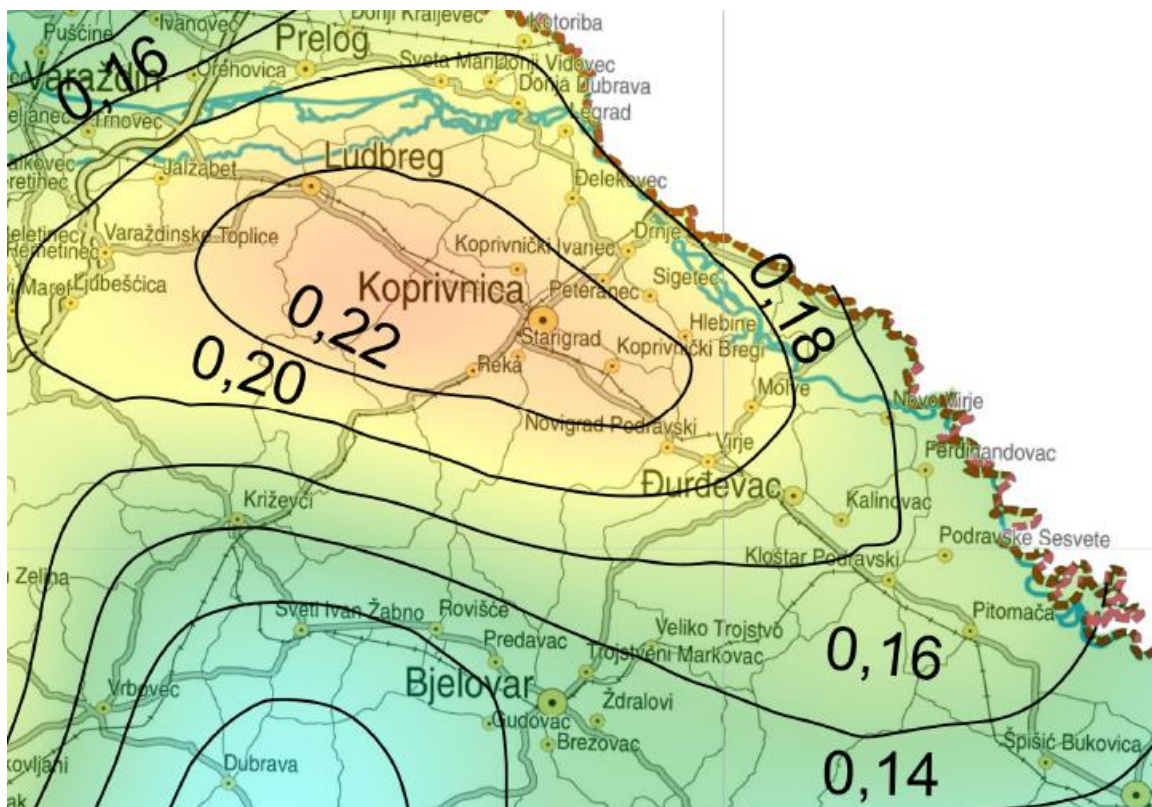 Donji Kraljevec
Ivanovec
Kotoriba
Pušćine
Prelog
Sveta Mari
Donji Vidovec
Orehovica
Varaždin
0,16
Donja Dubrava
Legrad
Trnovec
Ludbreg
Jalžabet
Đelekovec
Varaždinske Toplice
Koprivnički Ivanec
Drnje
Remetinec
Ljubešćica
Koprivnica
Peteranec
Sigetec
0,18
0,22
Starigrad
Hlebine
Koprivnički Bregi
0,20
Reka
Molve
Novo Virje
Novigrad Podravski
Virje
Ferdinandovac
Đurđevac
Kalinovac
Križevci
Kloštar Podravski
Podravske Sesvete
Zelina
Sveti Ivan Žabno
Rovišće
Pitomača
Veliko Trojstvo
Predavac
Trojstveni Markovac
0,16
Vrbovec
Bjelovar
Ždralovi
Gudovac
Brezovac
Špišić Bukovica
Dubrava
0,14